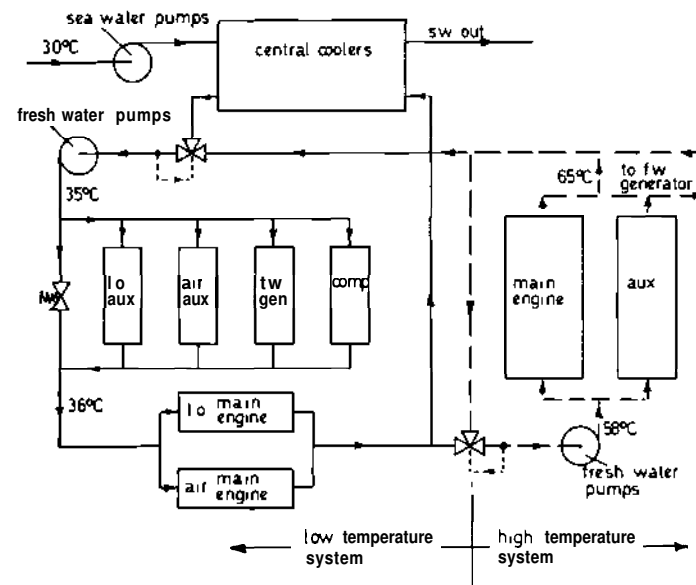 sea water pumps
30°C
central coolers
sw out
fresh water pumps
35°C
65°C
to fw
generator
lo
aux
air
aux
tw
gen
comp
main
engine
aux
36°C
lo main
engine
air main
engine
58°C
fresh water
pumps
low temperature
system
high temperature
system